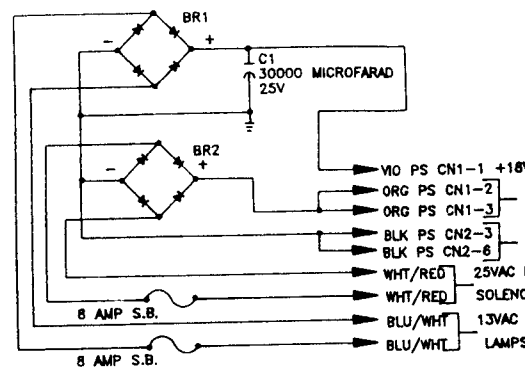 BR1
- +
C1
30000 MICROFARAD
25V
BR2
- +
VIO PS CN1-1 +18V
ORG PS CN1-2
ORG PS CN1-3
BLK PS CN2-3
BLK PS CN2-6
WHT/RED 25VAC
WHT/RED SOLENO
8 AMP S.B.
BLU/WHT 13VAC
BLU/WHT LAMPS
8 AMP S.B.